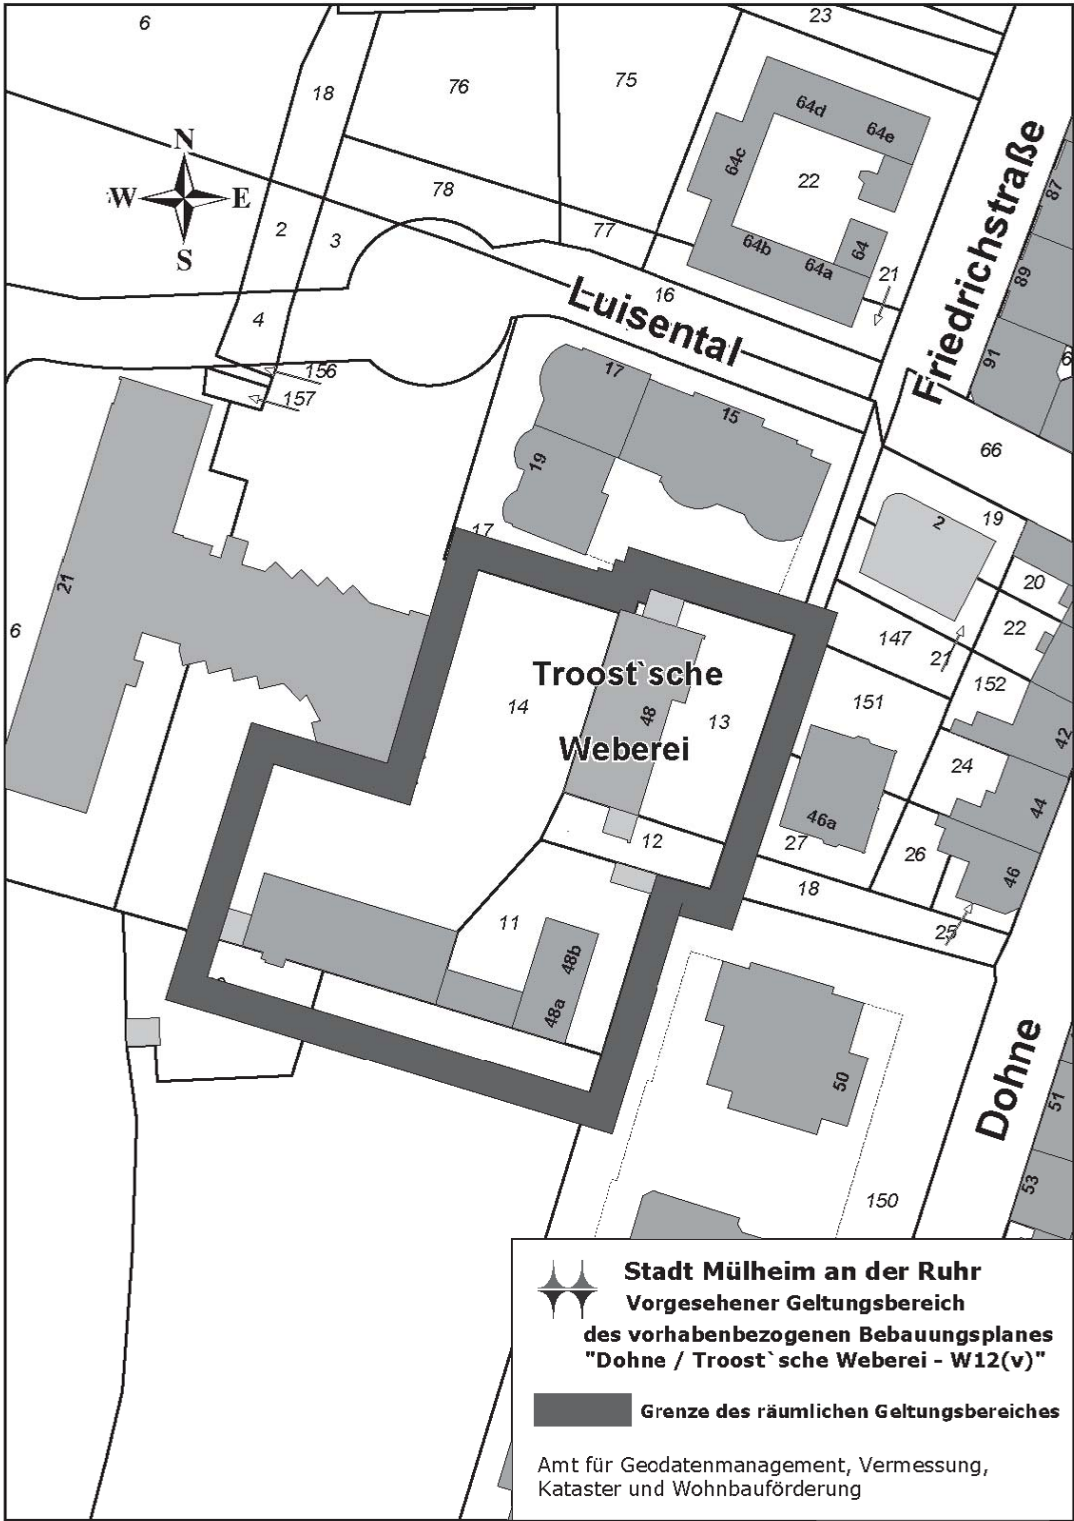 6
18
76
75
23
64d
64e
64c
22
87
N
W
E
S
78
77
2
3
64b
64a
64
21
89
Friedrichstraße
16
Luisental
4
91
6
156
157
17
15
66
19
2
19
17
20
21
22
6
147
21
152
Troost`sche
14
48
13
151
42
Weberei
24
44
46a
12
27
26
46
18
11
25
48b
48a
50
51
Dohne
53
150
Stadt Mülheim an der Ruhr
Vorgesehener Geltungsbereich
des vorhabenbezogenen Bebauungsplanes
"Dohne / Troost`sche Weberei - W12(v)"
Grenze des räumlichen Geltungsbereiches
Amt für Geodatenmanagement, Vermessung,
Kataster und Wohnbauförderung